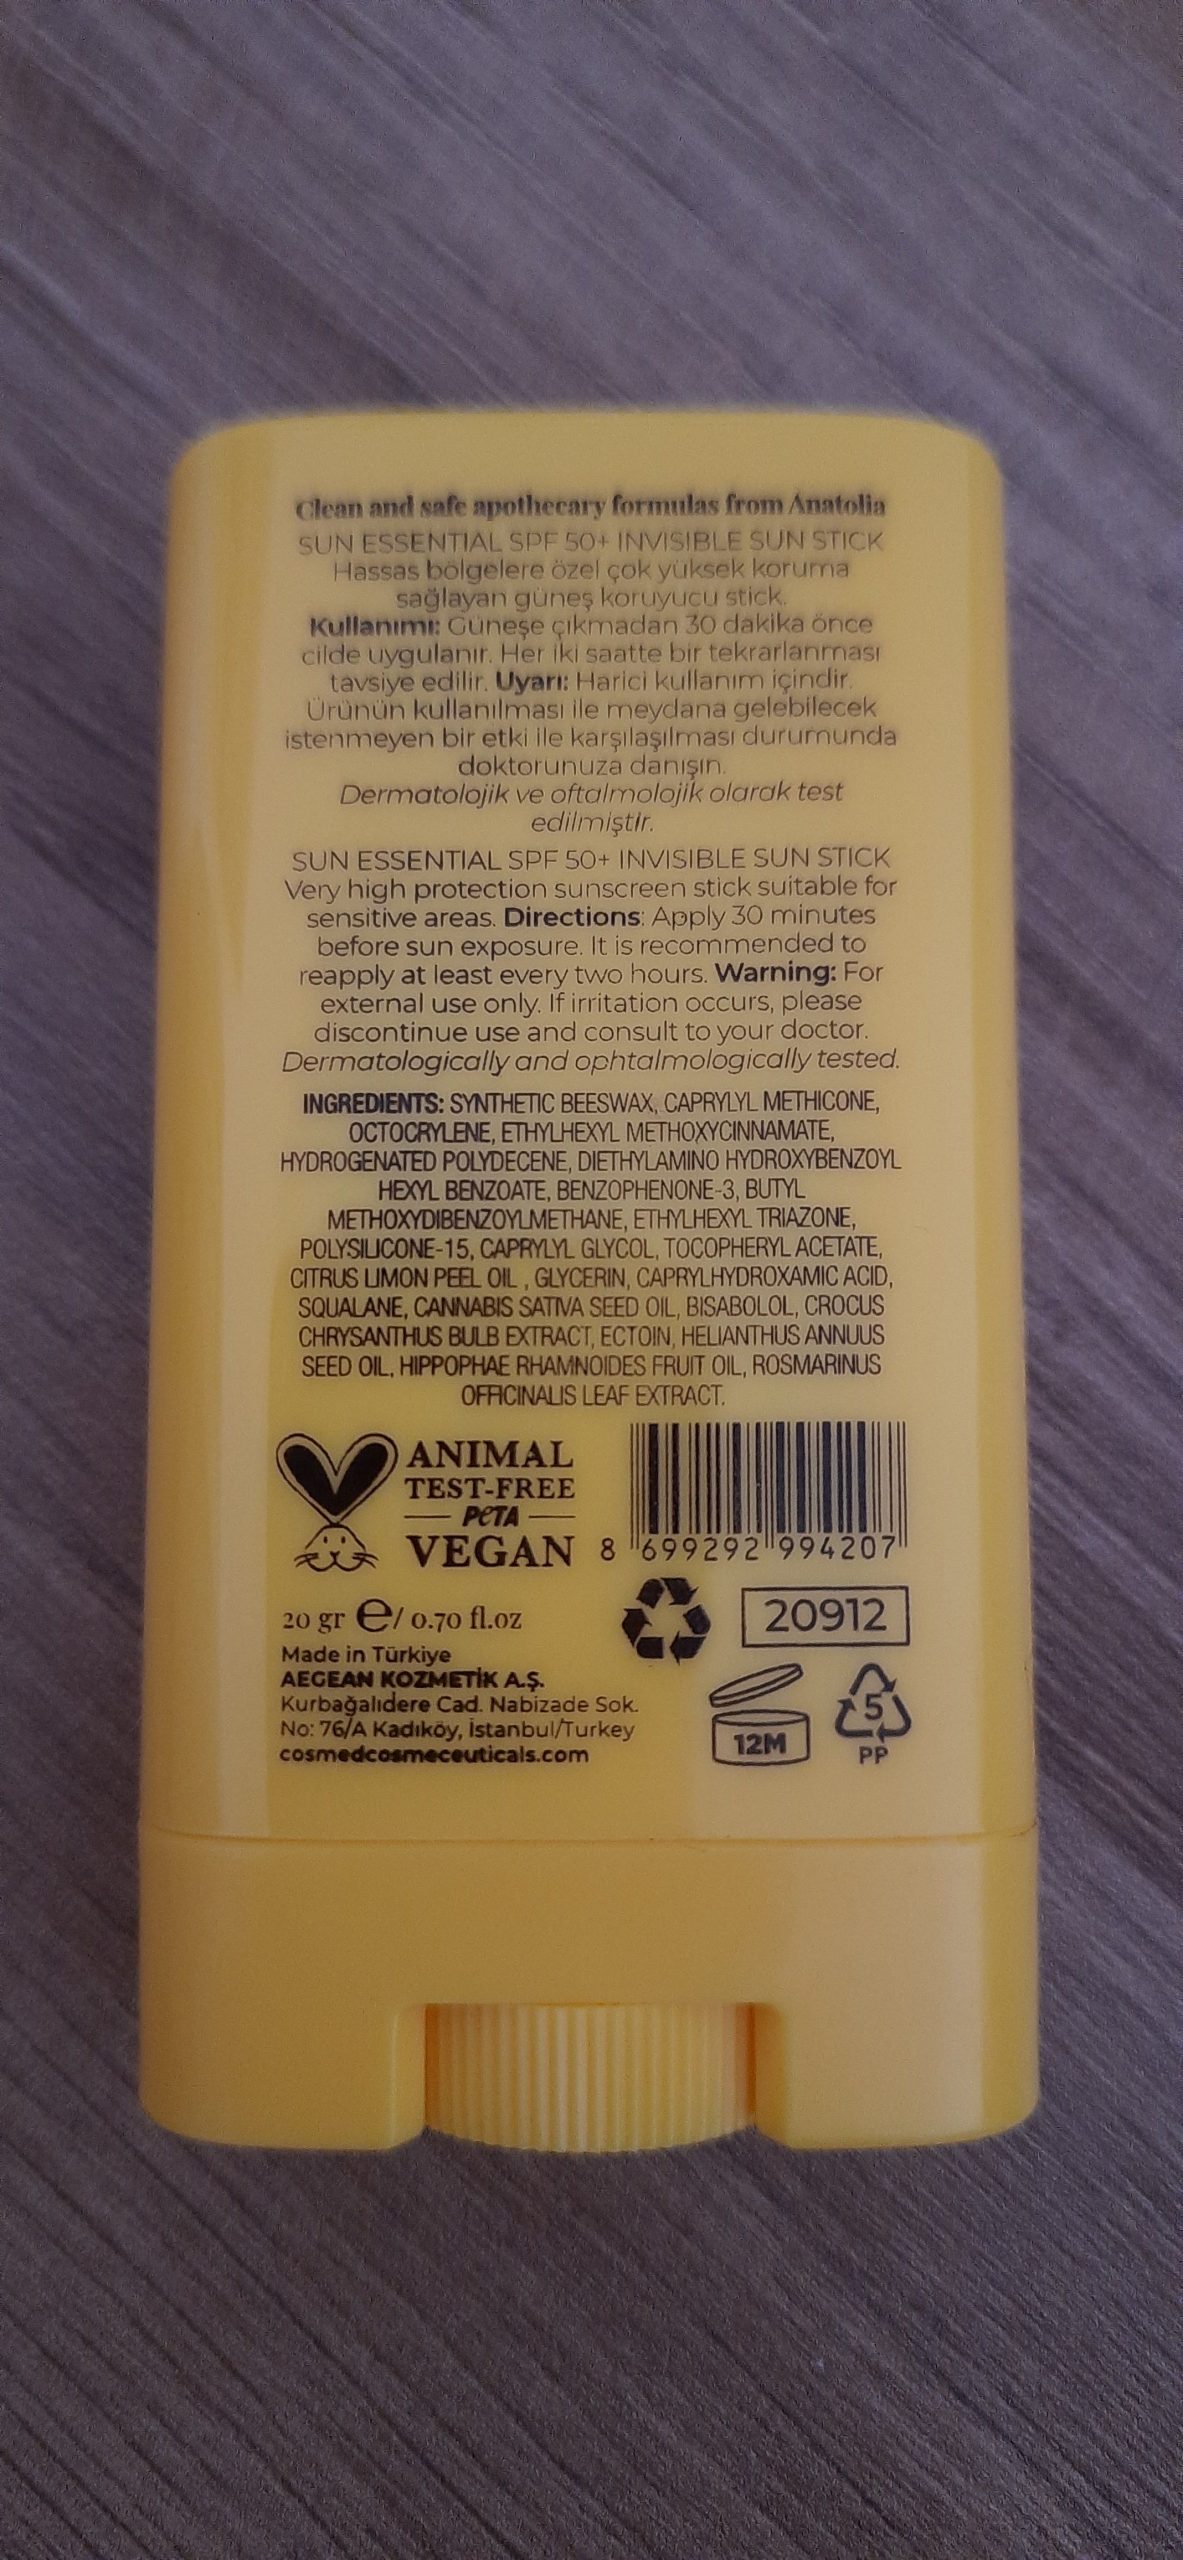 Clean and safe apothecary formulas from Anatolia
SUN ESSENTIAL SPF 50+ INVISIBLE SUN STICK
Hassas bölgelere özel çok yüksek koruma
sağlayan güneş koruyucu stick.
Kullanımı: Güneşe çıkmadan 30 dakika önce
cilde uygulanır. Her iki saatte bir tekrarlanması
tavsiye edilir. Uyarı: Harici kullanım içindir.
Ürünün kullanılması ile meydana gelebilecek
istenmeyen bir etki ile karşılaşılması durumunda
doktorunuza danışın.
Dermatolojik ve oftalmolojik olarak test
edilmiştir.
SUN ESSENTIAL SPF 50+ INVISIBLE SUN STICK
Very high protection sunscreen stick suitable for
sensitive areas. Directions: Apply 30 minutes
before sun exposure. It is recommended to
reapply at least every two hours. Warning: For
external use only. If irritation occurs, please
discontinue use and consult to your doctor.
Dermatologically and ophtalmologically tested.
INGREDIENTS: SYNTHETIC BEESWAX, CAPRYLYL METHICONE,
OCTOCRYLENE, ETHYLHEXYL METHOXYCINNAMATE,
HYDROGENATED POLYDECENE, DIETHYLAMINO HYDROXYBENZOYL
HEXYL BENZOATE, BENZOPHENONE-3, BUTYL
METHOXYDIBENZOYLMETHANE, ETHYLHEXYL TRIAZONE,
POLYSILICONE-15, CAPRYLYL GLYCOL, TOCOPHERYL ACETATE,
CITRUS LIMON PEEL OIL , GLYCERIN, CAPRYLHYDROXAMIC ACID,
SQUALANE, CANNABIS SATIVA SEED OIL, BISABOLOL, CROCUS
CHRYSANTHUS BULB EXTRACT, ECTOIN, HELIANTHUS ANNUUS
SEED OIL, HIPPOPHAE RHAMNOIDES FRUIT OIL, ROSMARINUS
OFFICINALIS LEAF EXTRACT.
ANIMAL
TEST-FREE
PETA
VEGAN
8 699292 994207
20 gr e/ 0.70 fl.oz
20912
Made in Türkiye
AEGEAN KOZMETİK A.Ş.
Kurbağalıdere Cad. Nabizade Sok.
No: 76/A Kadıköy, İstanbul/Turkey
cosmedcosmeceuticals.com
12M
5
PP